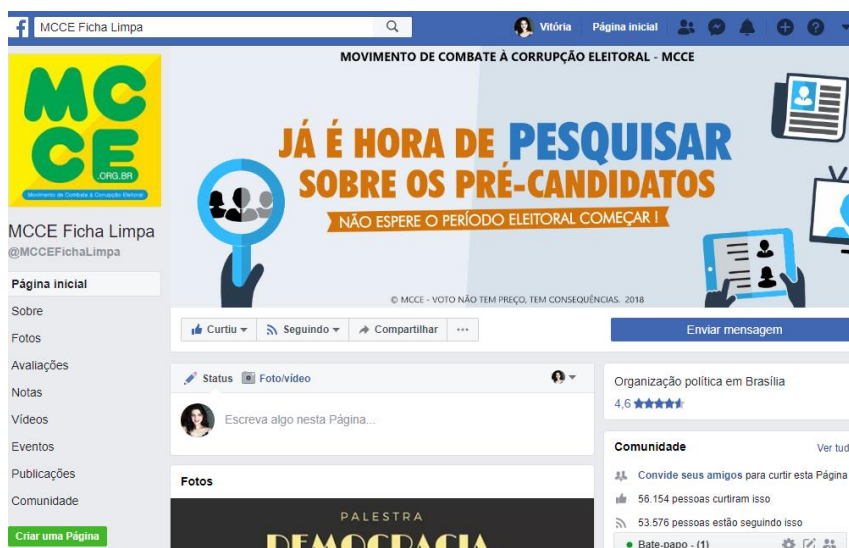 MCCE Ficha Limpa
Vitória
Página inicial
MC
CE
.ORG.BR
Movimento de Combate à Corrupção Eleitoral
MOVIMENTO DE COMBATE À CORRUPÇÃO ELEITORAL - MCCE
JÁ É HORA DE PESQUISAR
SOBRE OS PRÉ-CANDIDATOS
NÃO ESPERE O PERÍODO ELEITORAL COMEÇAR !
© MCCE - VOTO NÃO TEM PREÇO, TEM CONSEQUÊNCIAS. 2018
MCCE Ficha Limpa
@MCCEFichaLimpa
Página inicial
Sobre
Fotos
Avaliações
Notas
Vídeos
Eventos
Publicações
Comunidade
Criar uma Página
Curtiu
Seguindo
Compartilhar
Enviar mensagem
Status
Foto/vídeo
Escreva algo nesta Página...
Fotos
PALESTRA
DEMOCRACIA
Organização política em Brasília
4,6
Comunidade
Ver tud
Convide seus amigos para curtir esta Página
56.154 pessoas curtiram isso
53.576 pessoas estão seguindo isso
Bate-papo - (1)